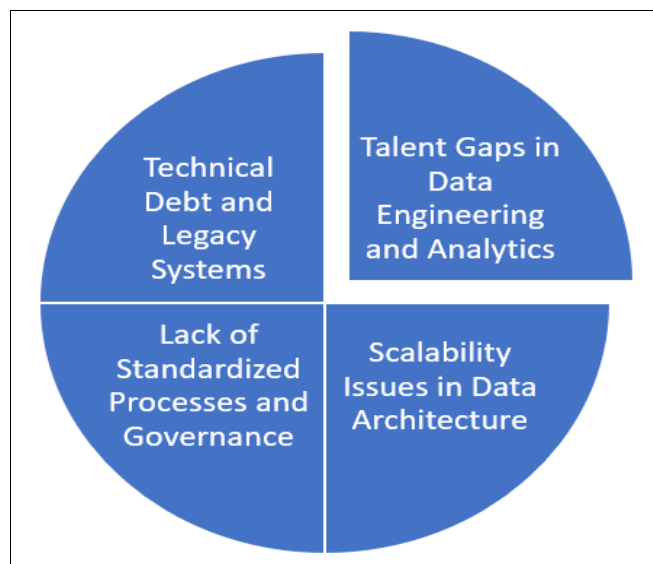 Technical
Debt and
Legacy
Systems
Talent Gaps in
Data
Engineering
and Analytics
Lack of
Standardized
Processes and
Governance
Scalability
Issues in Data
Architecture